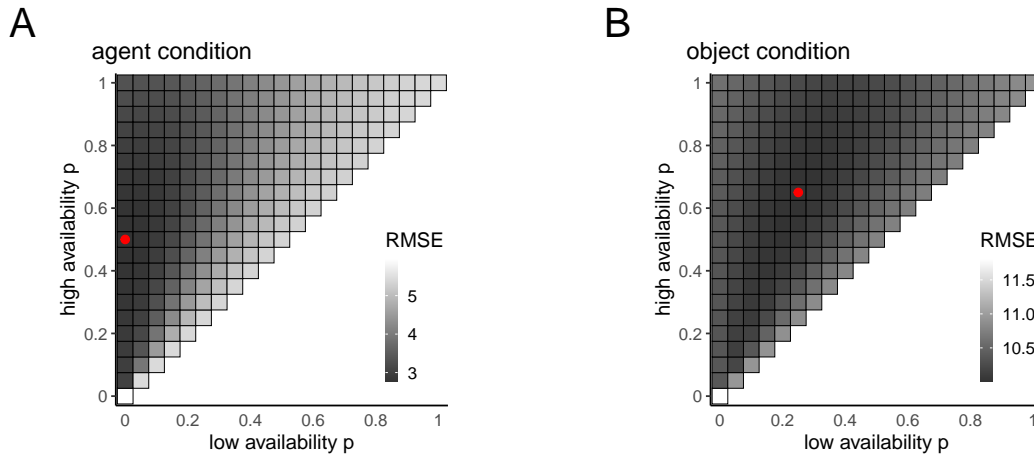 A
agent condition
high availability p
1
0.8
0.6
0.4
0.2
0
0 0.2 0.4 0.6 0.8 1
low availability p
RMSE
5
4
3
B
object condition
high availability p
1
0.8
0.6
0.4
0.2
0
0 0.2 0.4 0.6 0.8 1
low availability p
RMSE
11.5
11.0
10.5